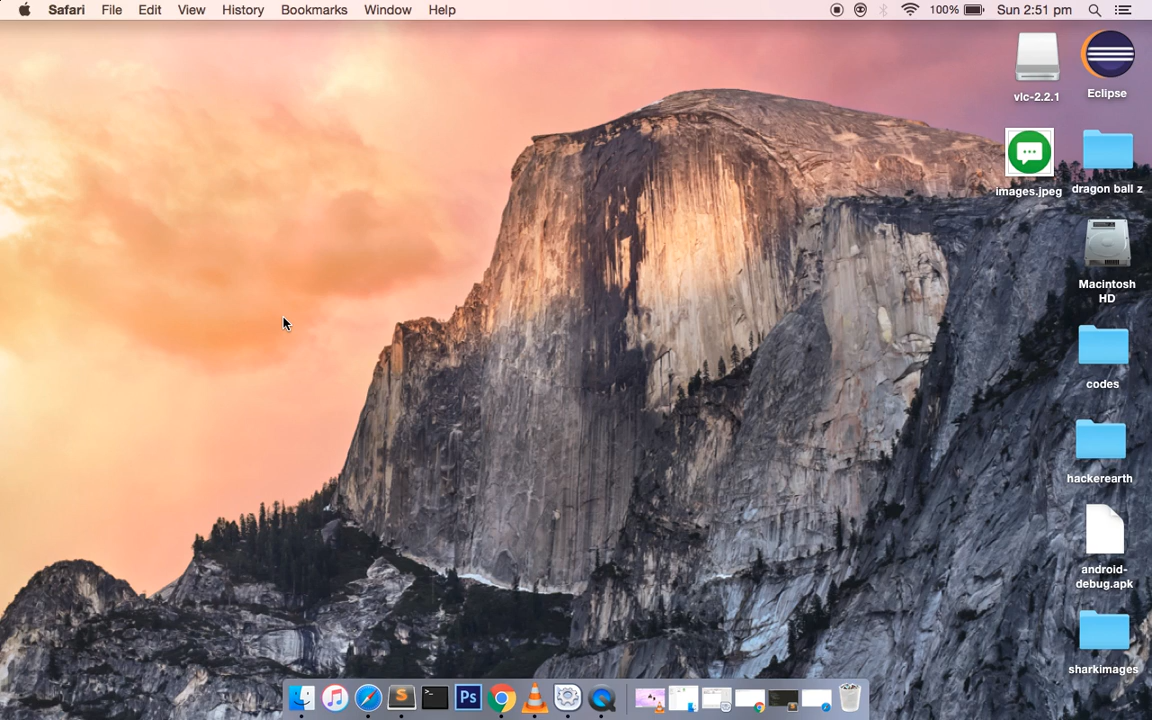 Safari File Edit View History Bookmarks Window Help 100% Sun 2:51 pm
vlc-2.2.1
Eclipse
images.jpeg
dragon ball z
Macintosh
HD
codes
hackerearth
android-
debug.apk
sharkimages
S
>_
Ps